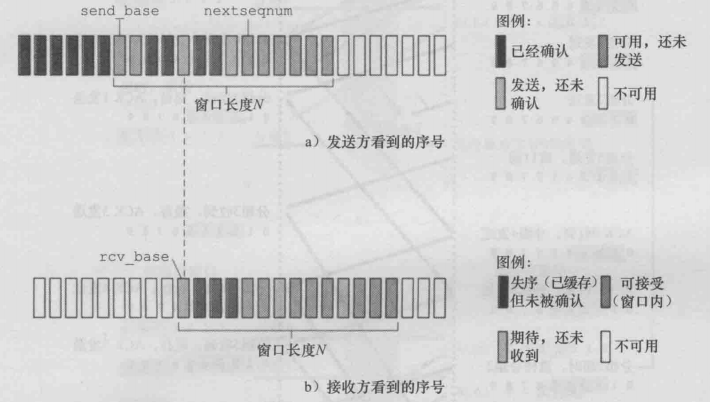 send_base
nextseqnum
图例：
已经确认
可用，还未
发送
发送，还未
确认
不可用
窗口长度N
a）发送方看到的序号
rcv_base
图例：
失序（已缓存）
但未被确认
可接受
（窗口内）
期待，还未
收到
不可用
窗口长度N
b）接收方看到的序号